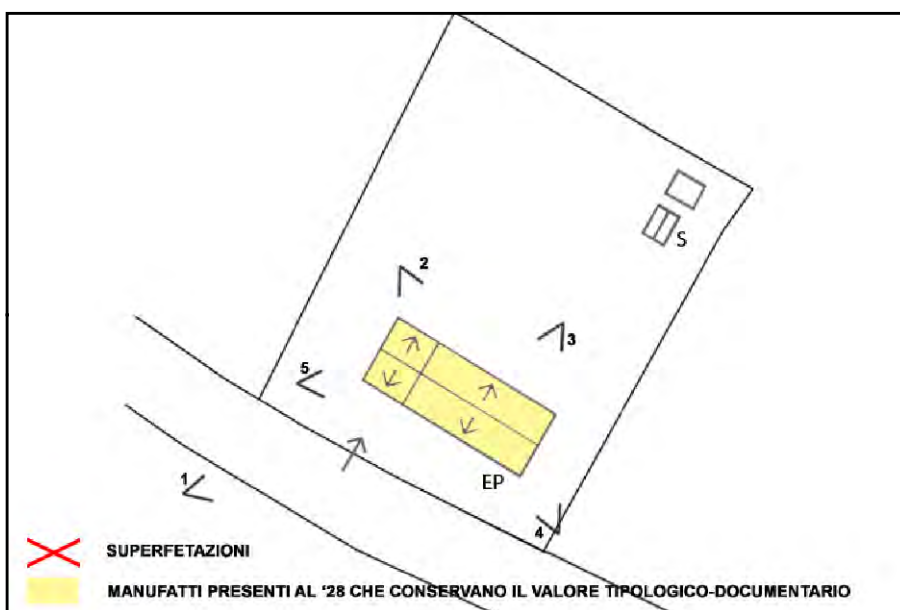 S
2
3
5
EP
1
4
SUPERFETAZIONI
MANUFATTI PRESENTI AL '28 CHE CONSERVANO IL VALORE TIPOLOGICO-DOCUMENTARIO